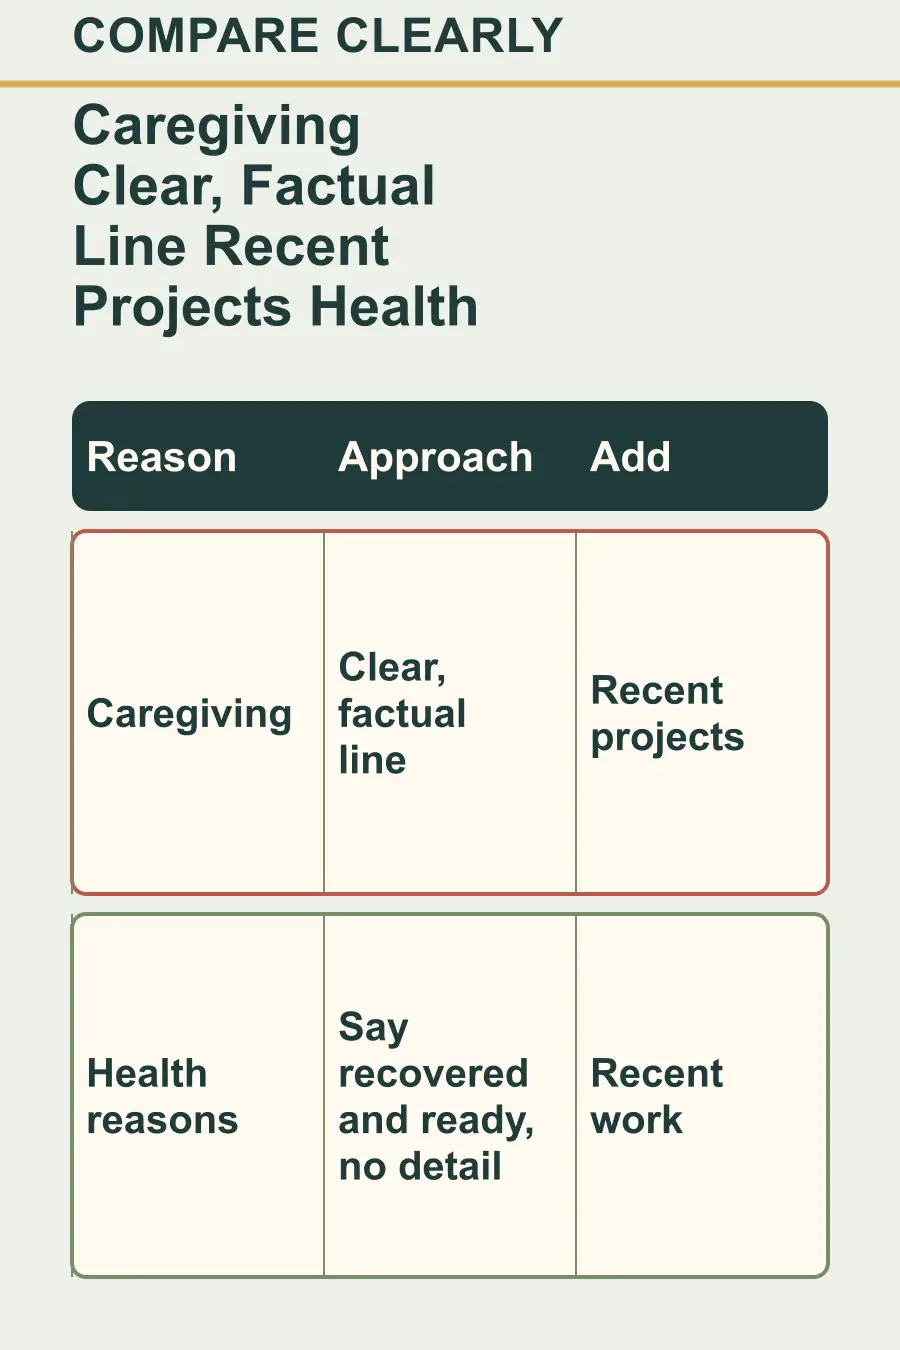 COMPARE CLEARLY
Caregiving
Clear, Factual
Line Recent
Projects Health
Reason
Approach
Add
Caregiving
Clear,
factual
line
Recent
projects
Health
reasons
Say
recovered
and ready,
no detail
Recent
work